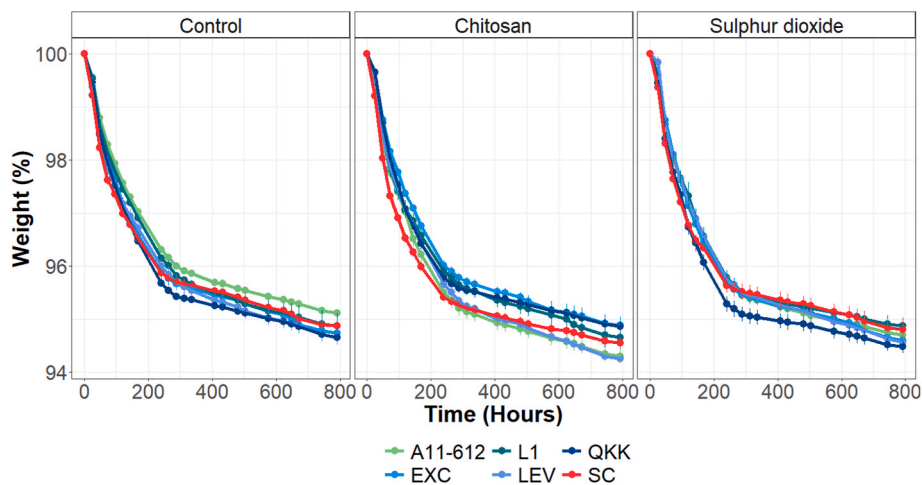 Control Chitosan Sulphur dioxide
100
98
96
94
Weight (%)
0 200 400 600 800 0 200 400 600 800 0 200 400 600 800
Time (Hours)
A11-612 L1 QKK
EXC LEV SC